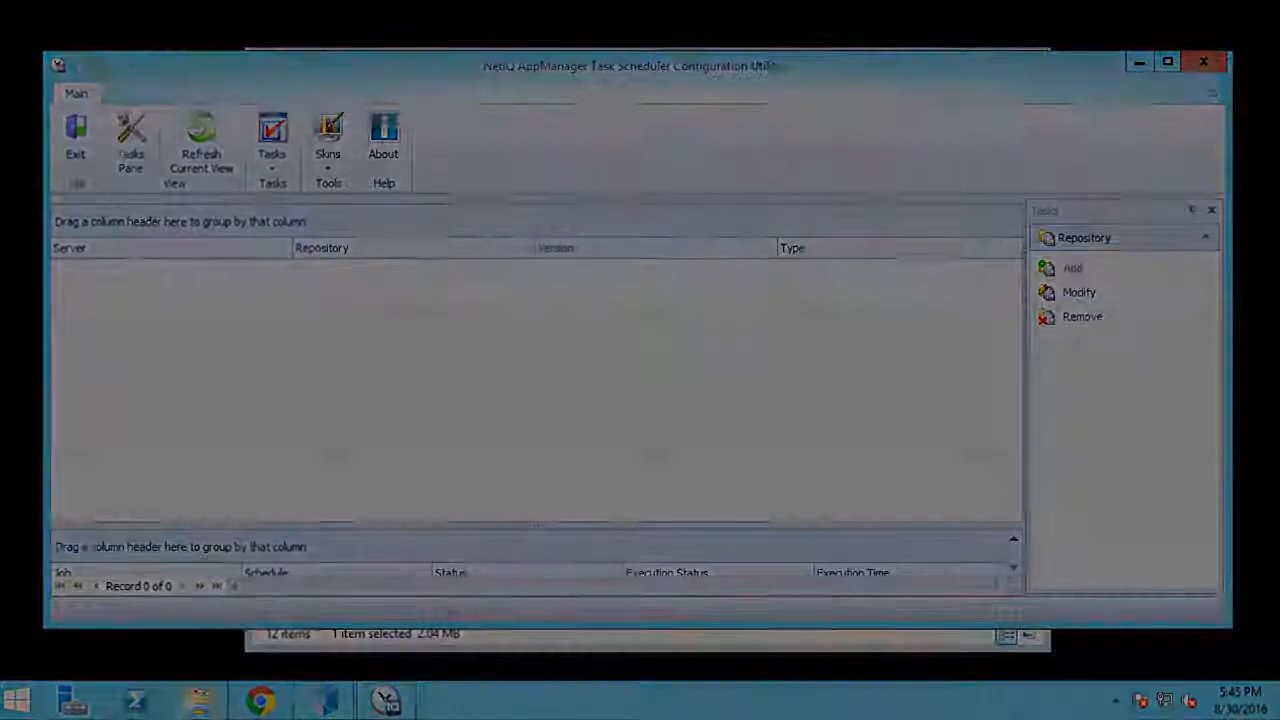 NetIQ AppManager Task Scheduler Configuration Utility
Main
Exit
Tasks
Pane
Refresh
Current View
Tasks
Skins
About
View
Tasks
Tools
Help
Drag a column header here to group by that column
Server Repository Version Type
Tasks
Repository
Add
Modify
Remove
Drag a column header here to group by that column
Job Schedule Status Execution Status Execution Time
Record 0 of 0
12 items 1 item selected 2.04 MB
5:45 PM
8/30/2016